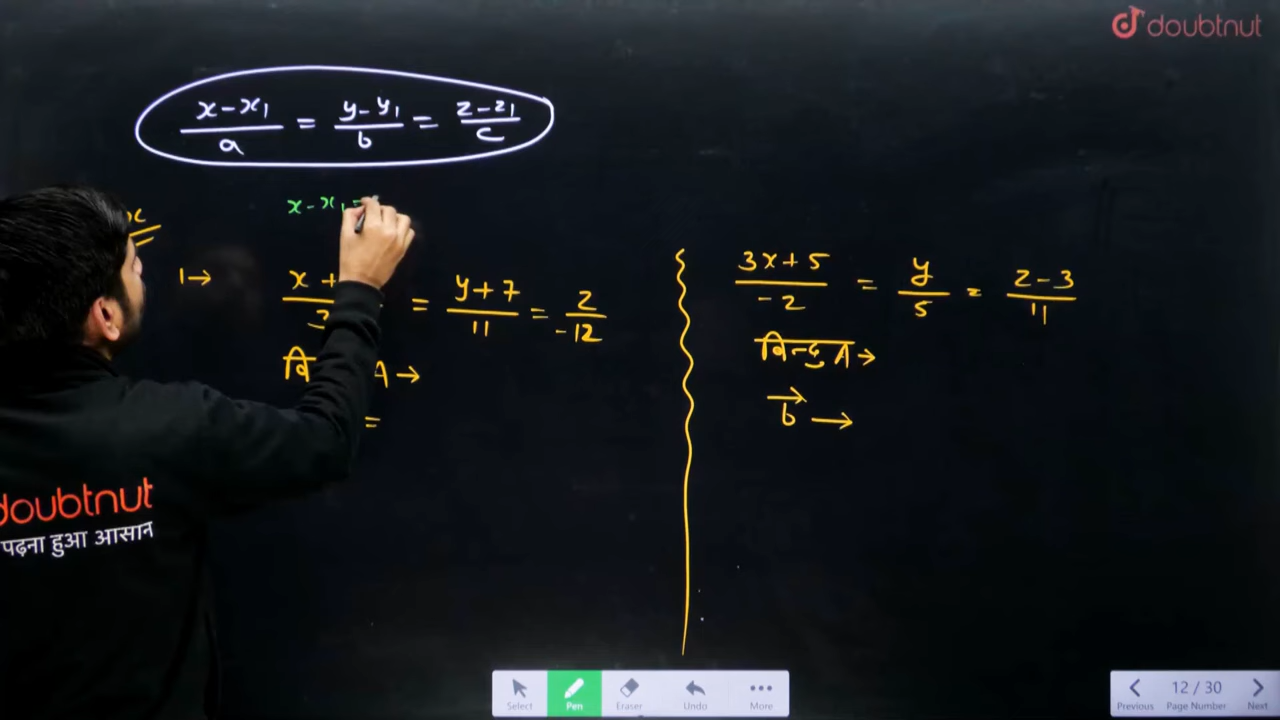 doubtnut
x-x₁/a = y-y₁/b = z-z₁/c
x-x₁ =
1→ x+ = y+7/11 = z/-12
A→
=
3x+5/-2 = y/5 = z-3/11
बिन्दु A→
b⃗ →
doubtnut
पढ़ना हुआ आसान
Select Pen Eraser Undo More
12 / 30
Previous Page Number Next